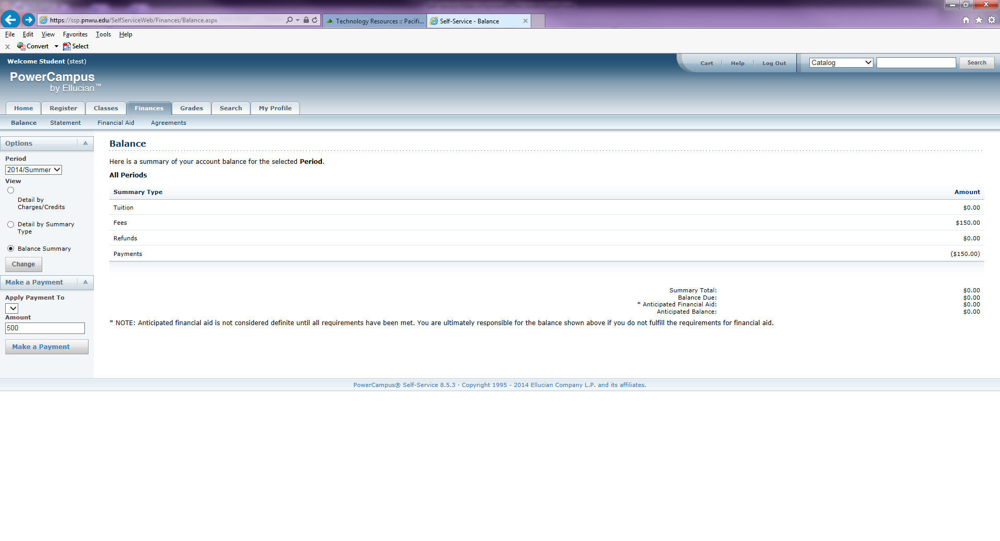 https://ssp.pnwu.edu/SelfServiceWeb/Finances/Balance.aspx
Technology Resources :: Pacifi...
Self-Service - Balance
File Edit View Favorites Tools Help
x Convert Select
Welcome Student (stest)
Cart Help Log Out Catalog Search
PowerCampus
by Ellucian™
Home Register Classes Finances Grades Search My Profile
Balance Statement Financial Aid Agreements
Options
Period
2014/Summer
View
Detail by
Charges/Credits
Detail by Summary
Type
Balance Summary
Change
Make a Payment
Apply Payment To
Amount
500
Make a Payment
Balance
Here is a summary of your account balance for the selected Period.
All Periods
Summary Type Amount
Tuition $0.00
Fees $150.00
Refunds $0.00
Payments ($150.00)
Summary Total: $0.00
Balance Due: $0.00
* Anticipated Financial Aid: $0.00
Anticipated Balance: $0.00
* NOTE: Anticipated financial aid is not considered definite until all requirements have been met. You are ultimately responsible for the balance shown above if you do not fulfill the requirements for financial aid.
PowerCampus® Self-Service 8.5.3 · Copyright 1995 - 2014 Ellucian Company L.P. and its affiliates.